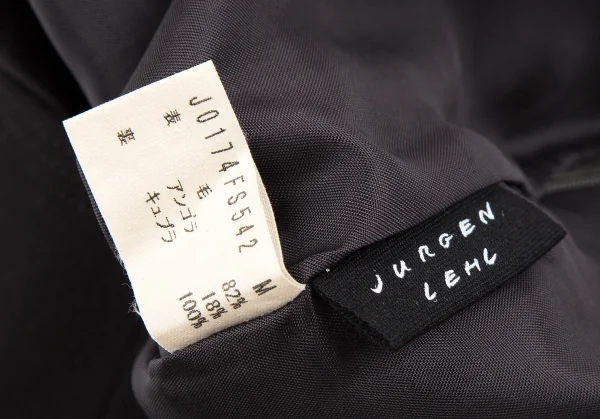 J0174FS542 M
表 毛 82%
アンゴラ 18%
裏 キュプラ 100%
JURGEN
LEHL